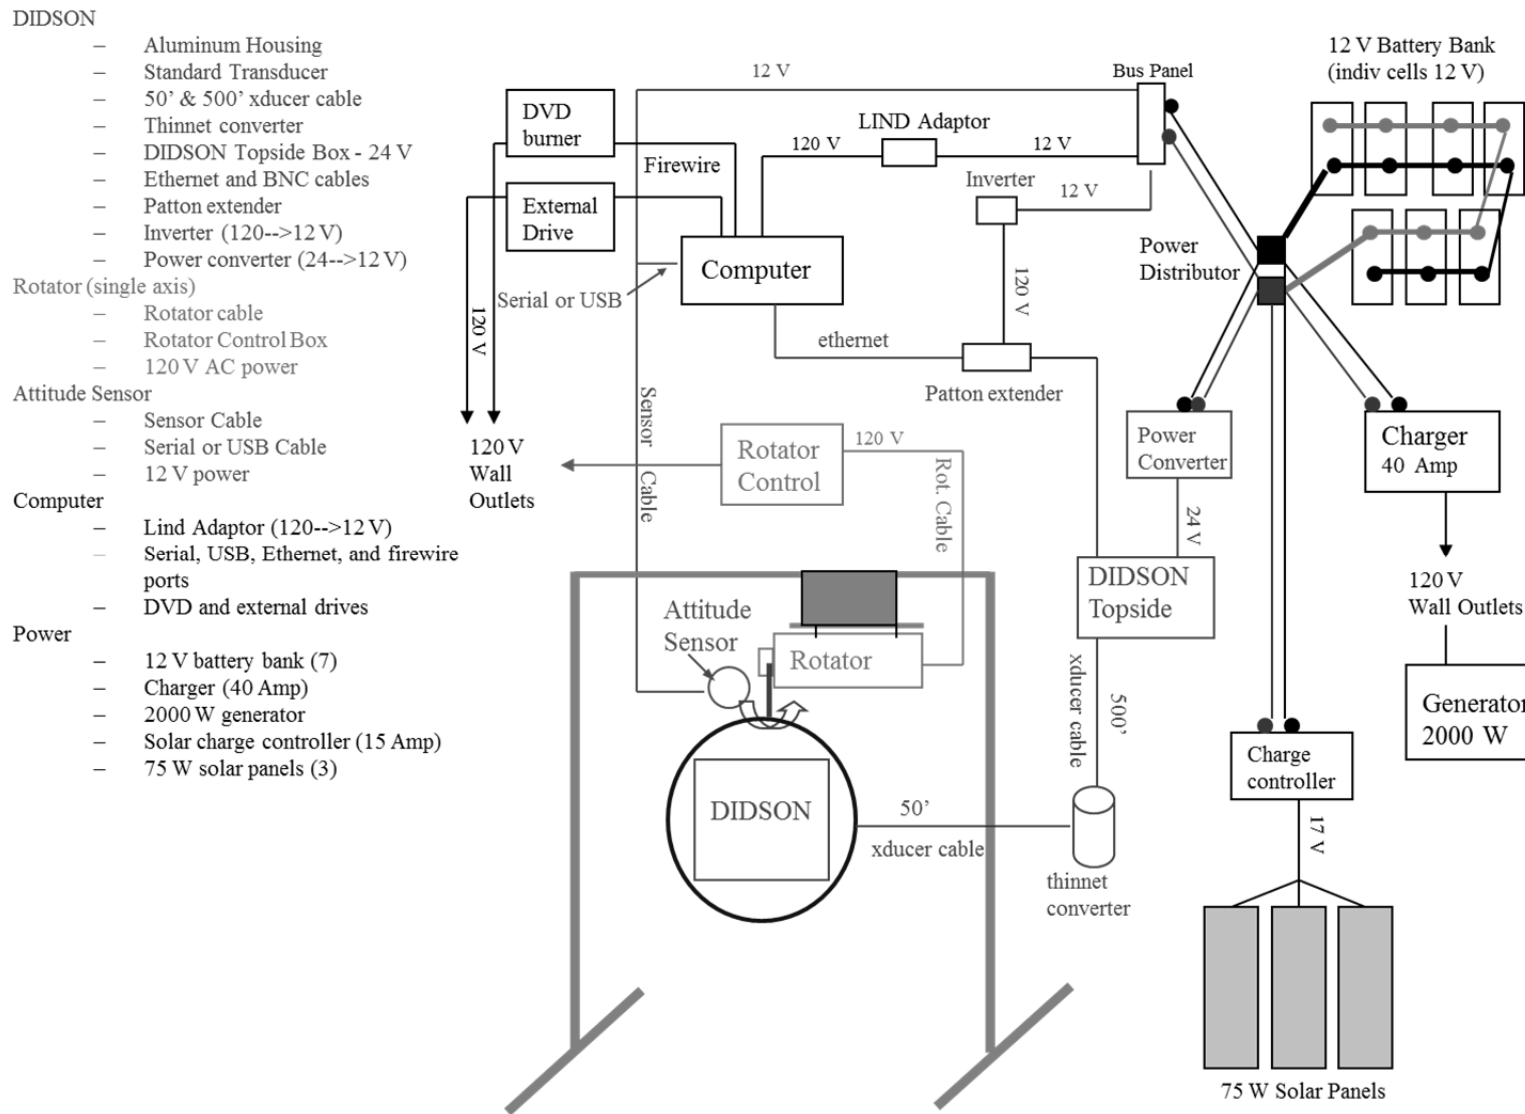 DIDSON
– Aluminum Housing
– Standard Transducer
– 50’ & 500’ xducer cable
– Thinnet converter
– DIDSON Topside Box - 24 V
– Ethernet and BNC cables
– Patton extender
– Inverter (120-->12 V)
– Power converter (24-->12 V)
Rotator (single axis)
– Rotator cable
– Rotator Control Box
– 120 V AC power
Attitude Sensor
– Sensor Cable
– Serial or USB Cable
– 12 V power
Computer
– Lind Adaptor (120-->12 V)
– Serial, USB, Ethernet, and firewire
ports
– DVD and external drives
Power
– 12 V battery bank (7)
– Charger (40 Amp)
– 2000 W generator
– Solar charge controller (15 Amp)
– 75 W solar panels (3)
DVD
burner
External
Drive
Firewire
120 V
120 V
Wall
Outlets
Serial or USB
Computer
12 V
120 V
LIND Adaptor
12 V
Bus Panel
Inverter
12 V
120 V
ethernet
Patton extender
Sensor Cable
Rotator
Control
120 V
Rot. Cable
Attitude
Sensor
Rotator
DIDSON
50’
xducer cable
thinnet
converter
500’
xducer cable
DIDSON
Topside
24 V
Power
Converter
Power
Distributor
12 V Battery Bank
(indiv cells 12 V)
Charger
40 Amp
120 V
Wall Outlets
Generator
2000 W
Charge
controller
17 V
75 W Solar Panels